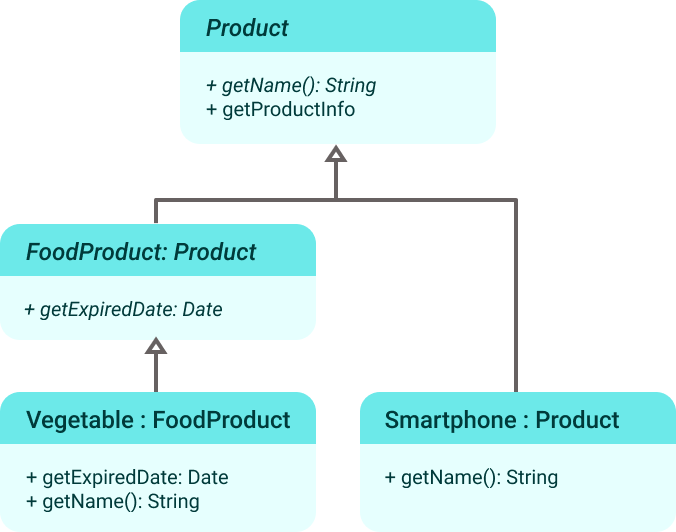 Product
+ getName(): String
+ getProductInfo
FoodProduct: Product
+ getExpiredDate: Date
Vegetable : FoodProduct
+ getExpiredDate: Date
+ getName(): String
Smartphone : Product
+ getName(): String